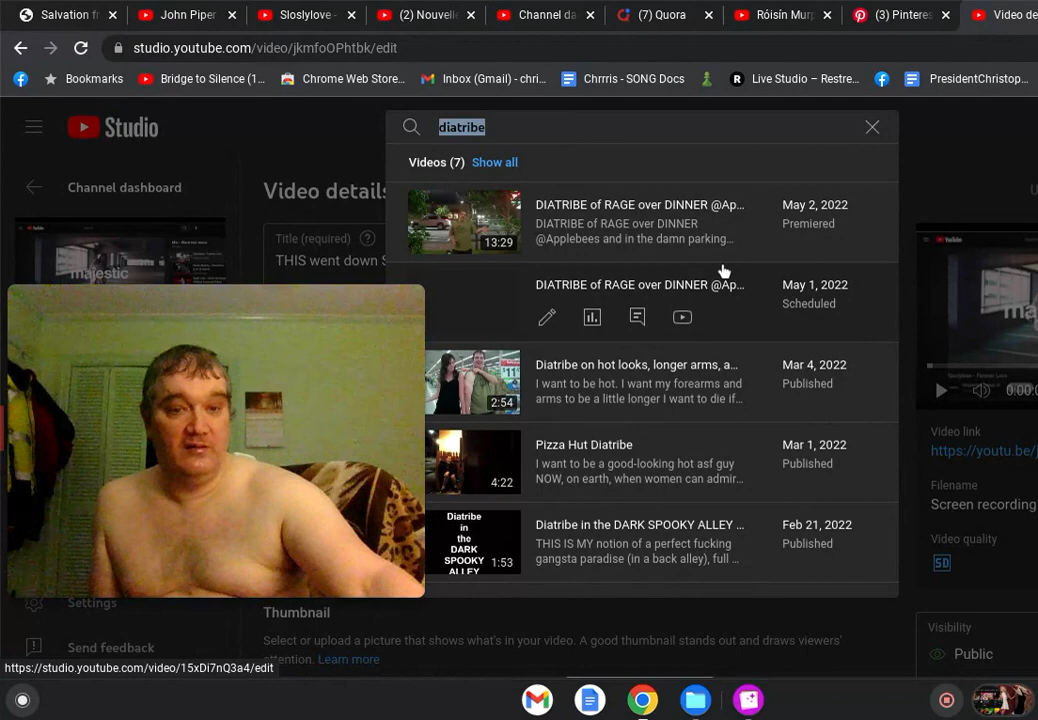 Salvation fr
John Piper
Sloslylove -
(2) Nouvelle
Channel da
(7) Quora
Róisín Mur
(3) Pinteres
Video de
studio.youtube.com/video/jkmfoOPhtbk/edit
Bookmarks
Bridge to Silence (1...
Chrome Web Store...
Inbox (Gmail) - chri...
Chrrris - SONG Docs
Live Studio – Restre...
PresidentChristop...
Studio
diatribe
Videos (7) Show all
Channel dashboard
Video details
DIATRIBE of RAGE over DINNER @Ap...
May 2, 2022
DIATRIBE of RAGE over DINNER
Premiered
@Applebees and in the damn parking...
13:29
Title (required)
THIS went down S
majestic
DIATRIBE of RAGE over DINNER @Ap...
May 1, 2022
Scheduled
Diatribe on hot looks, longer arms, a...
Mar 4, 2022
I want to be hot. I want my forearms and
Published
arms to be a little longer I want to die if...
2:54
0:00:0
Video link
https://youtu.be/j
Pizza Hut Diatribe
Mar 1, 2022
I want to be a good-looking hot asf guy
Published
NOW, on earth, when women can admir...
4:22
Filename
Screen recording
Diatribe in the DARK SPOOKY ALLEY ...
Feb 21, 2022
THIS IS MY notion of a perfect fucking
Published
gangsta paradise (in a back alley), full ...
Diatribe
in
the
DARK
SPOOKY
ALLEY
1:53
Video quality
SD
Settings
Thumbnail
Select or upload a picture that shows what's in your video. A good thumbnail stands out and draws viewers'
attention. Learn more
Visibility
Public
Send feedback
https://studio.youtube.com/video/15xDi7nQ3a4/edit